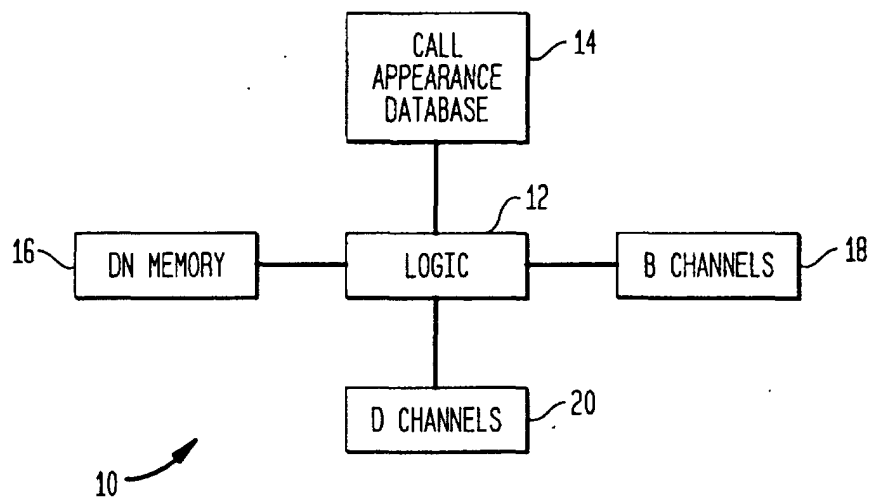 CALL
APPEARANCE
DATABASE
14
12
16
DN MEMORY
LOGIC
B CHANNELS
18
D CHANNELS
20
10